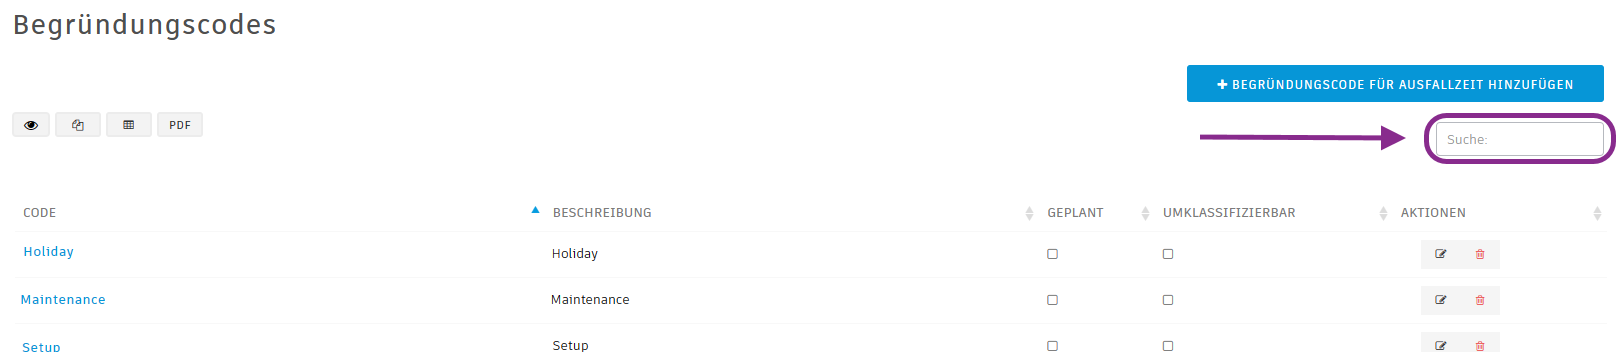 Begründungscodes
BEGRÜNDUNGSCODE FÜR AUSFALLZEIT HINZUFÜGEN
PDF
Suche:
CODE BESCHREIBUNG GEPLANT UMKLASSIFIZIERBAR AKTIONEN
Holiday Holiday
Maintenance Maintenance
Setup Setup